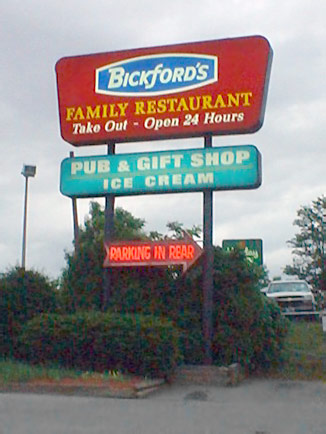 BICKFORD'S
FAMILY RESTAURANT
Take Out - Open 24 Hours
PUB & GIFT SHOP
ICE CREAM
PARKING IN REAR